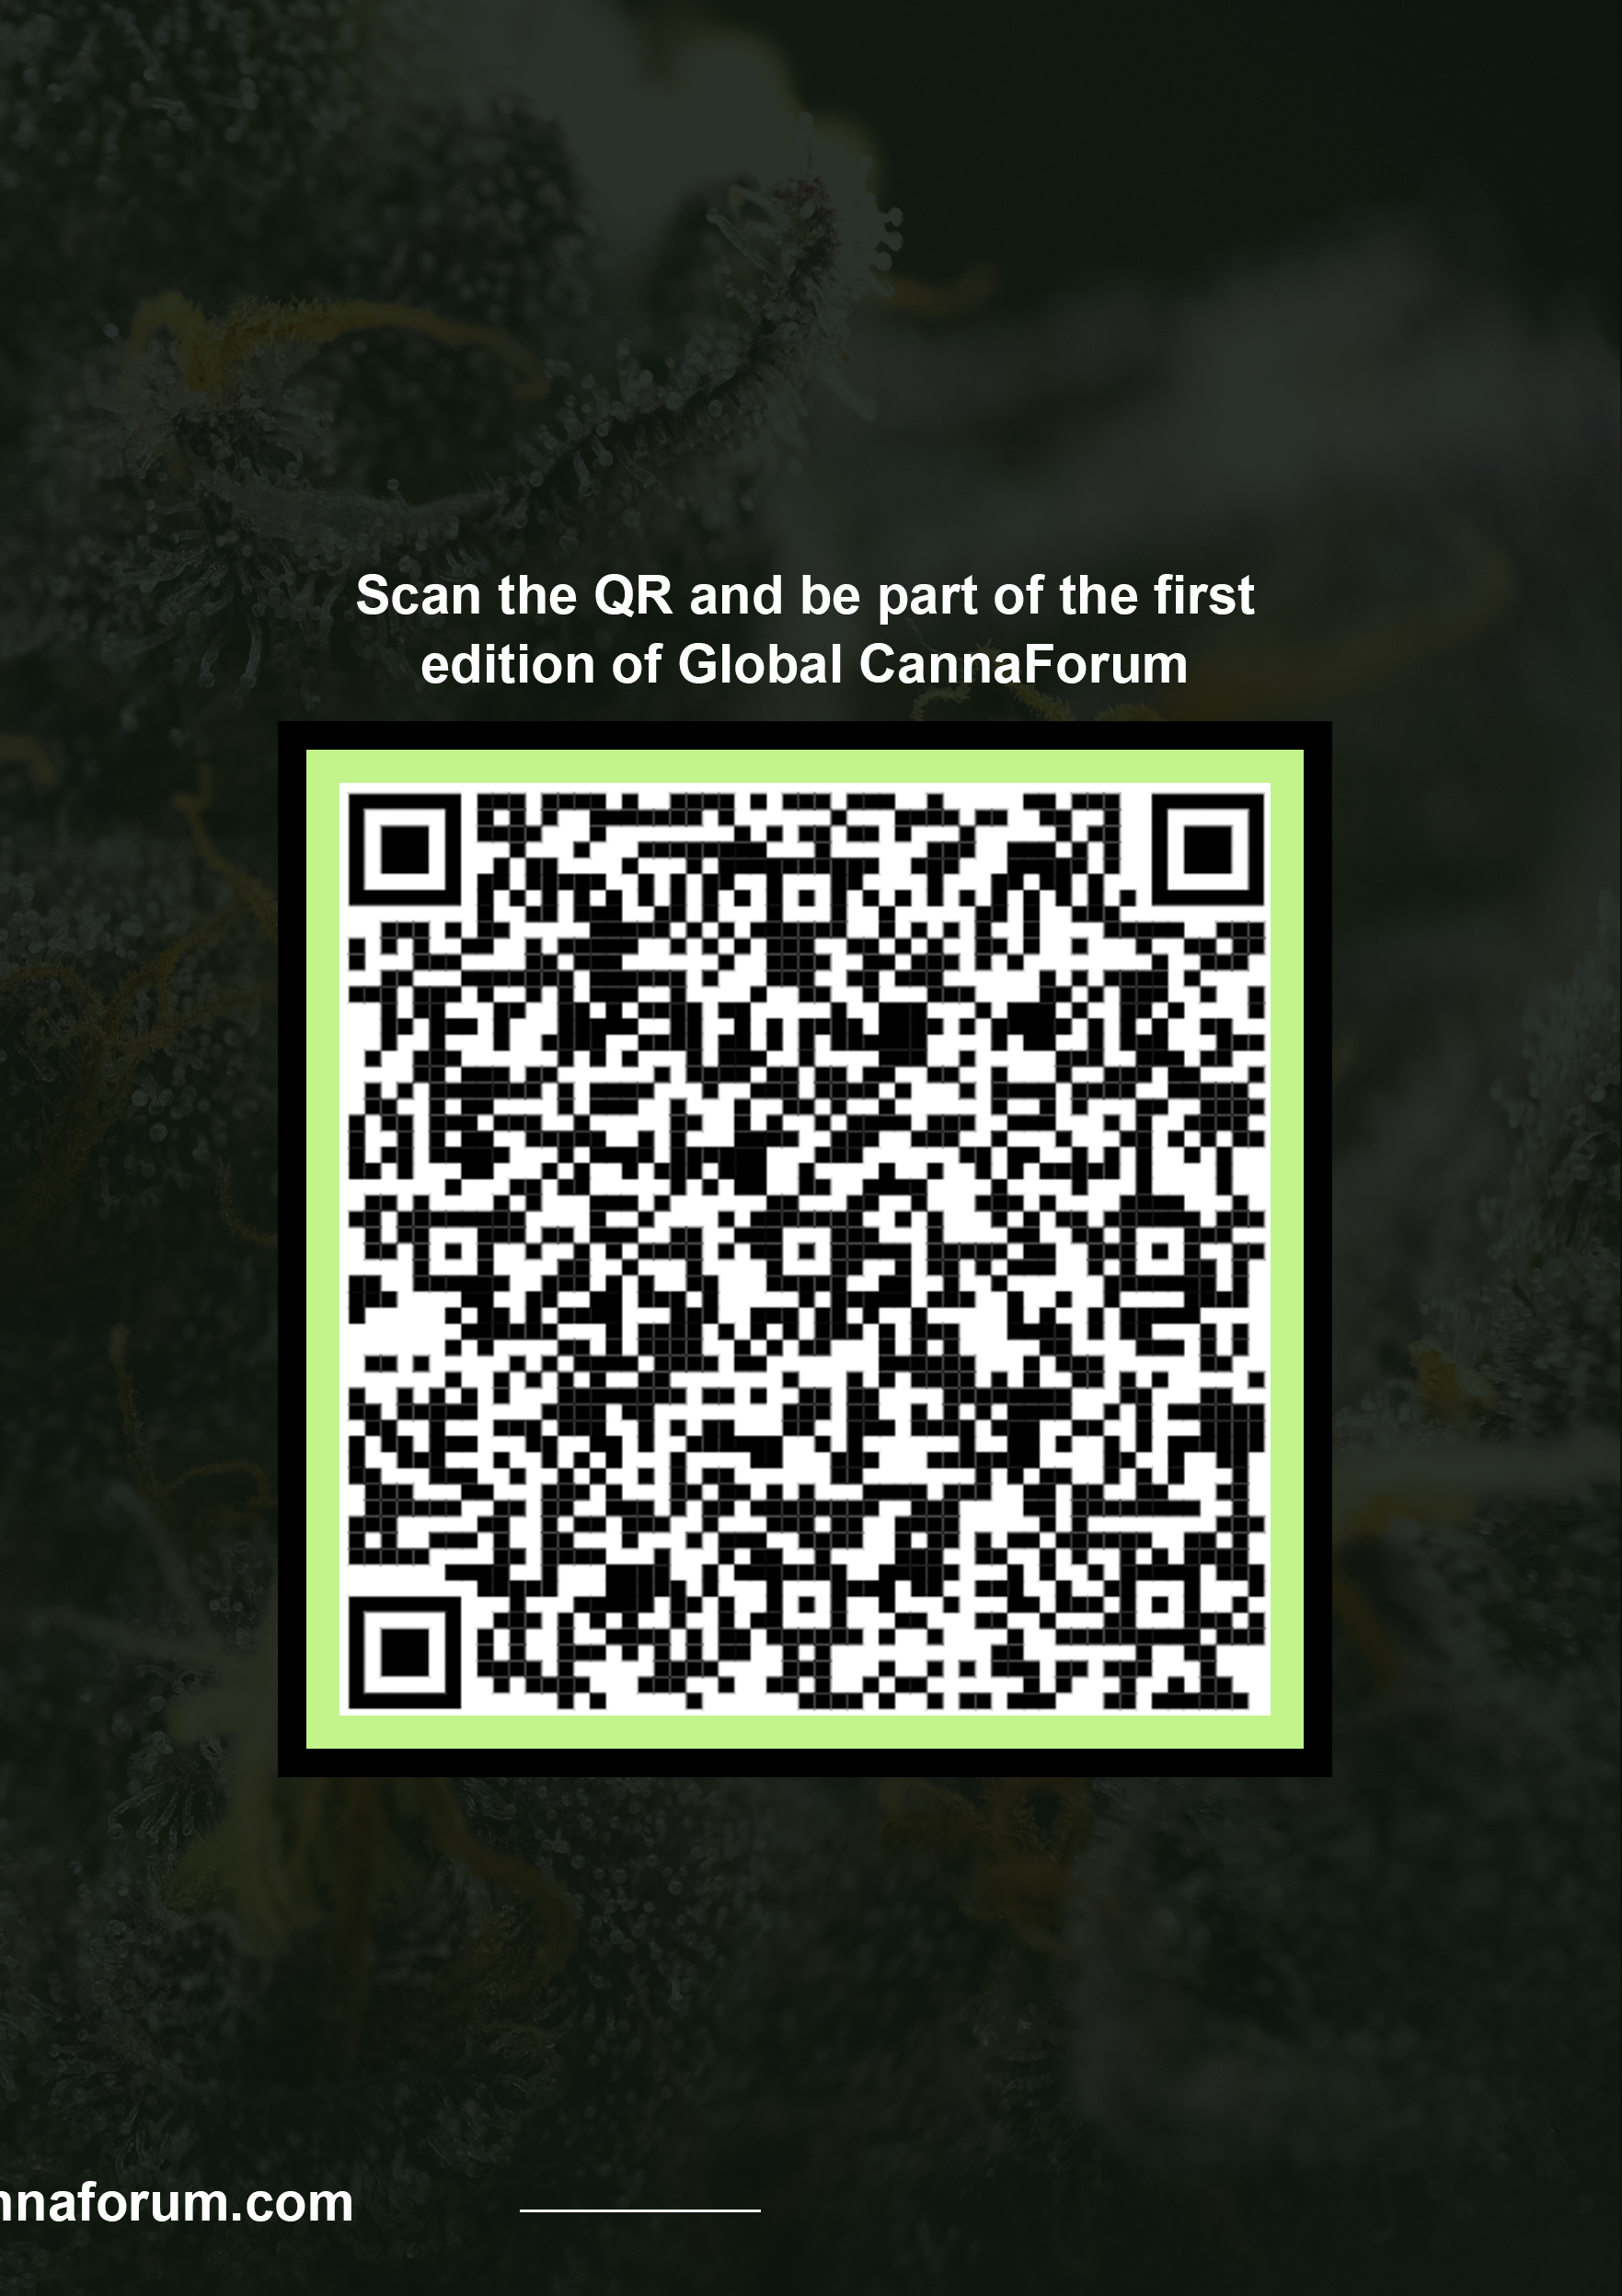 Scan the QR and be part of the first
edition of Global CannaForum
nnaforum.com